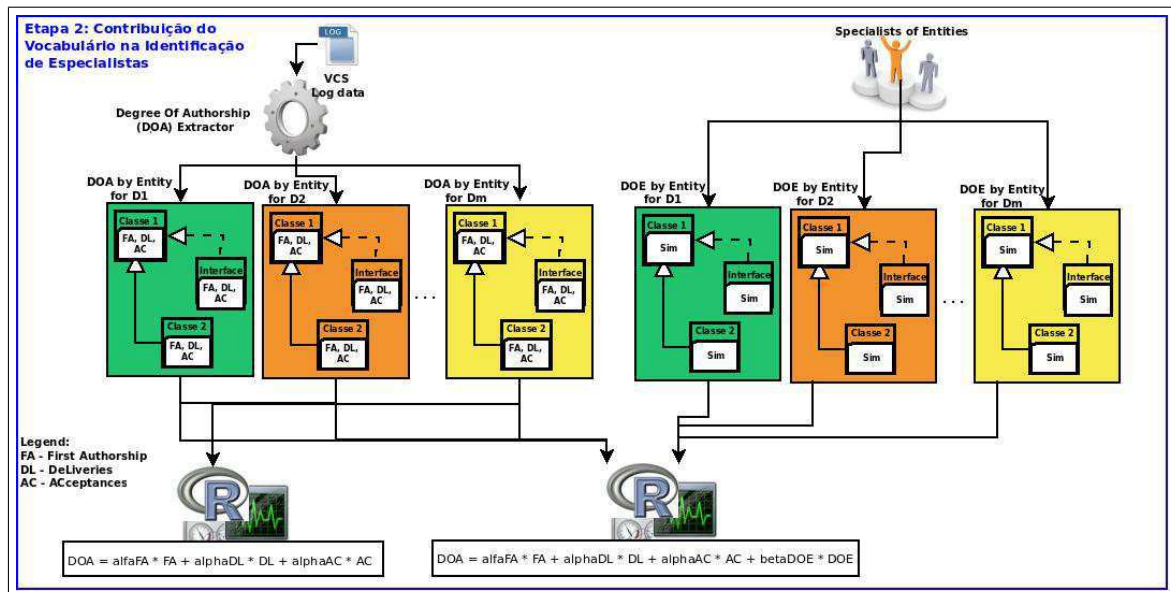 Etapa 2: Contribuição do
Vocabulário na Identificação
de Especialistas
LOG
VCS
Log data
Degree Of Authorship
(DOA) Extractor
Specialists of Entities
DOA by Entity
for D1
Classe 1
FA, DL,
AC
Interface
FA, DL,
AC
Classe 2
FA, DL,
AC
DOA by Entity
for D2
Classe 1
FA, DL,
AC
Interface
FA, DL,
AC
Classe 2
FA, DL,
AC
. . .
DOA by Entity
for Dm
Classe 1
FA, DL,
AC
Interface
FA, DL,
AC
Classe 2
FA, DL,
AC
DOE by Entity
for D1
Classe 1
Sim
Interface
Sim
Classe 2
Sim
DOE by Entity
for D2
Classe 1
Sim
Interface
Sim
Classe 2
Sim
. . .
DOE by Entity
for Dm
Classe 1
Sim
Interface
Sim
Classe 2
Sim
Legend:
FA - First Authorship
DL - DeLiveries
AC - ACceptances
R
R
DOA = alfaFA * FA + alphaDL * DL + alphaAC * AC
DOA = alfaFA * FA + alphaDL * DL + alphaAC * AC + betaDOE * DOE